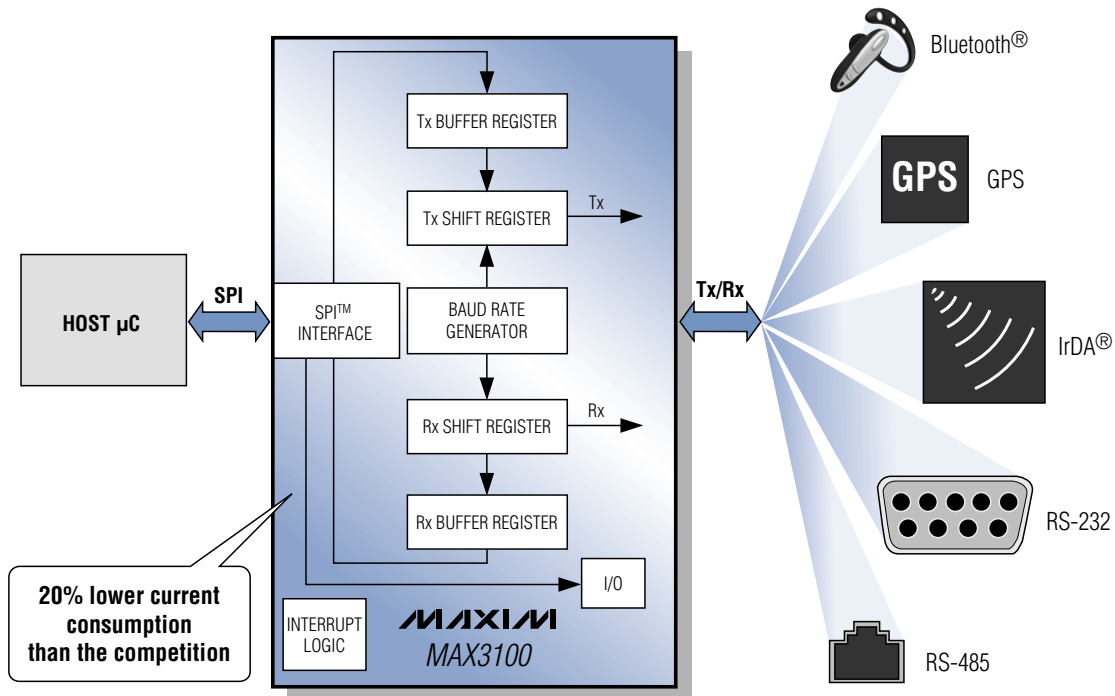 Bluetooth®
Tx BUFFER REGISTER
GPS
GPS
Tx SHIFT REGISTER
Tx
HOST µC
SPI
SPI™
INTERFACE
BAUD RATE
GENERATOR
Tx/Rx
IrDA®
Rx SHIFT REGISTER
Rx
Rx BUFFER REGISTER
RS-232
20% lower current
consumption
than the competition
I/O
INTERRUPT
LOGIC
MAXIM
MAX3100
RS-485